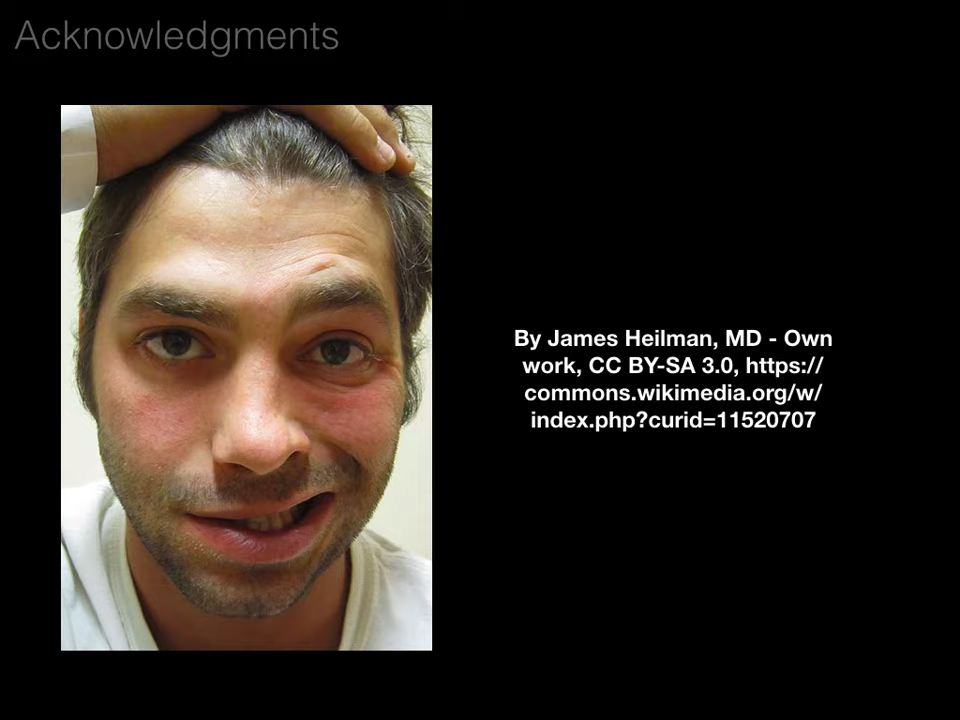 Acknowledgments
By James Heilman, MD - Own
work, CC BY-SA 3.0, https://
commons.wikimedia.org/w/
index.php?curid=11520707